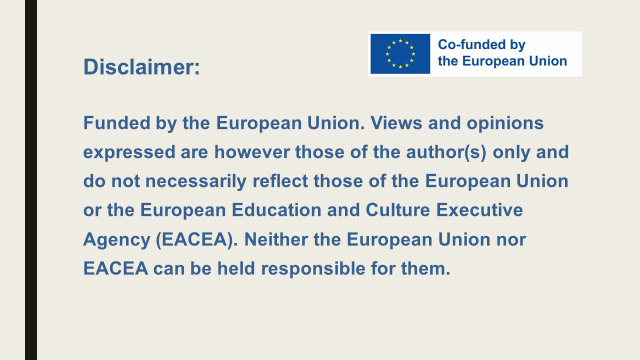 Co-funded by
the European Union
Disclaimer:
Funded by the European Union. Views and opinions
expressed are however those of the author(s) only and
do not necessarily reflect those of the European Union
or the European Education and Culture Executive
Agency (EACEA). Neither the European Union nor
EACEA can be held responsible for them.